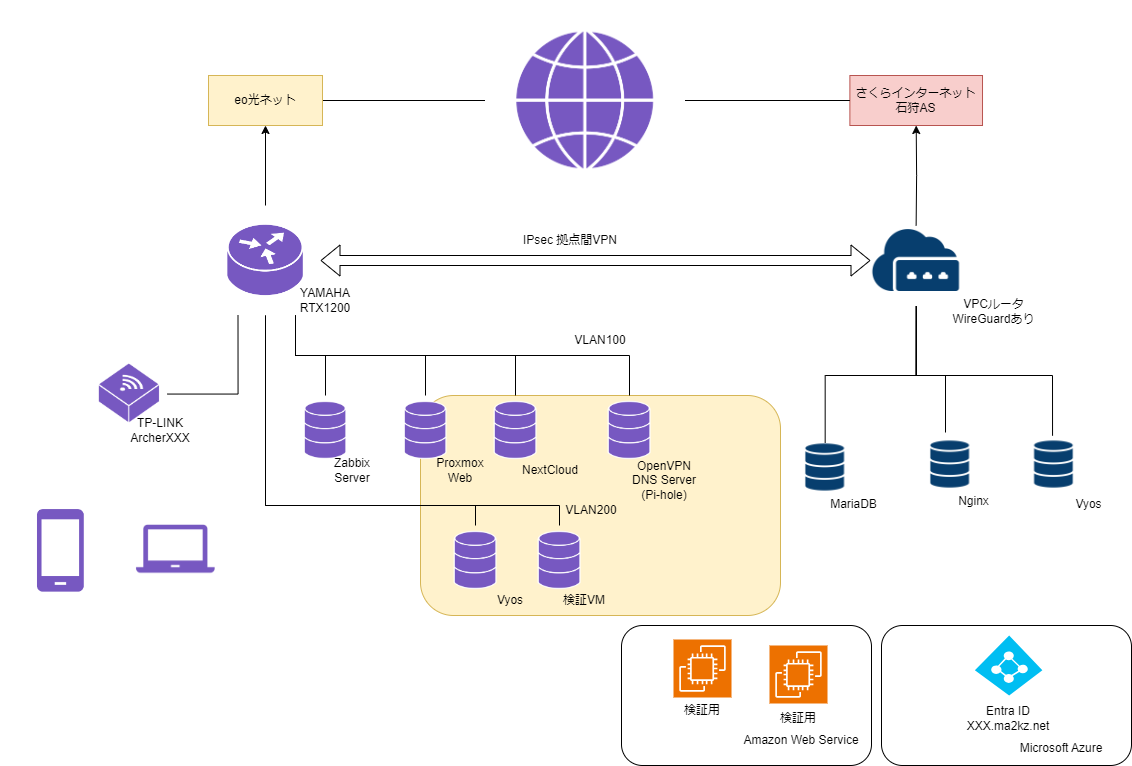 eo光ネット
さくらインターネット
石狩AS
IPsec 拠点間VPN
YAMAHA
RTX1200
VPCルータ
WireGuardあり
VLAN100
TP-LINK
ArcherXXX
Zabbix
Server
Proxmox
Web
NextCloud
OpenVPN
DNS Server
(Pi-hole)
MariaDB
Nginx
Vyos
VLAN200
Vyos
検証VM
検証用
検証用
Amazon Web Service
Entra ID
XXX.ma2kz.net
Microsoft Azure